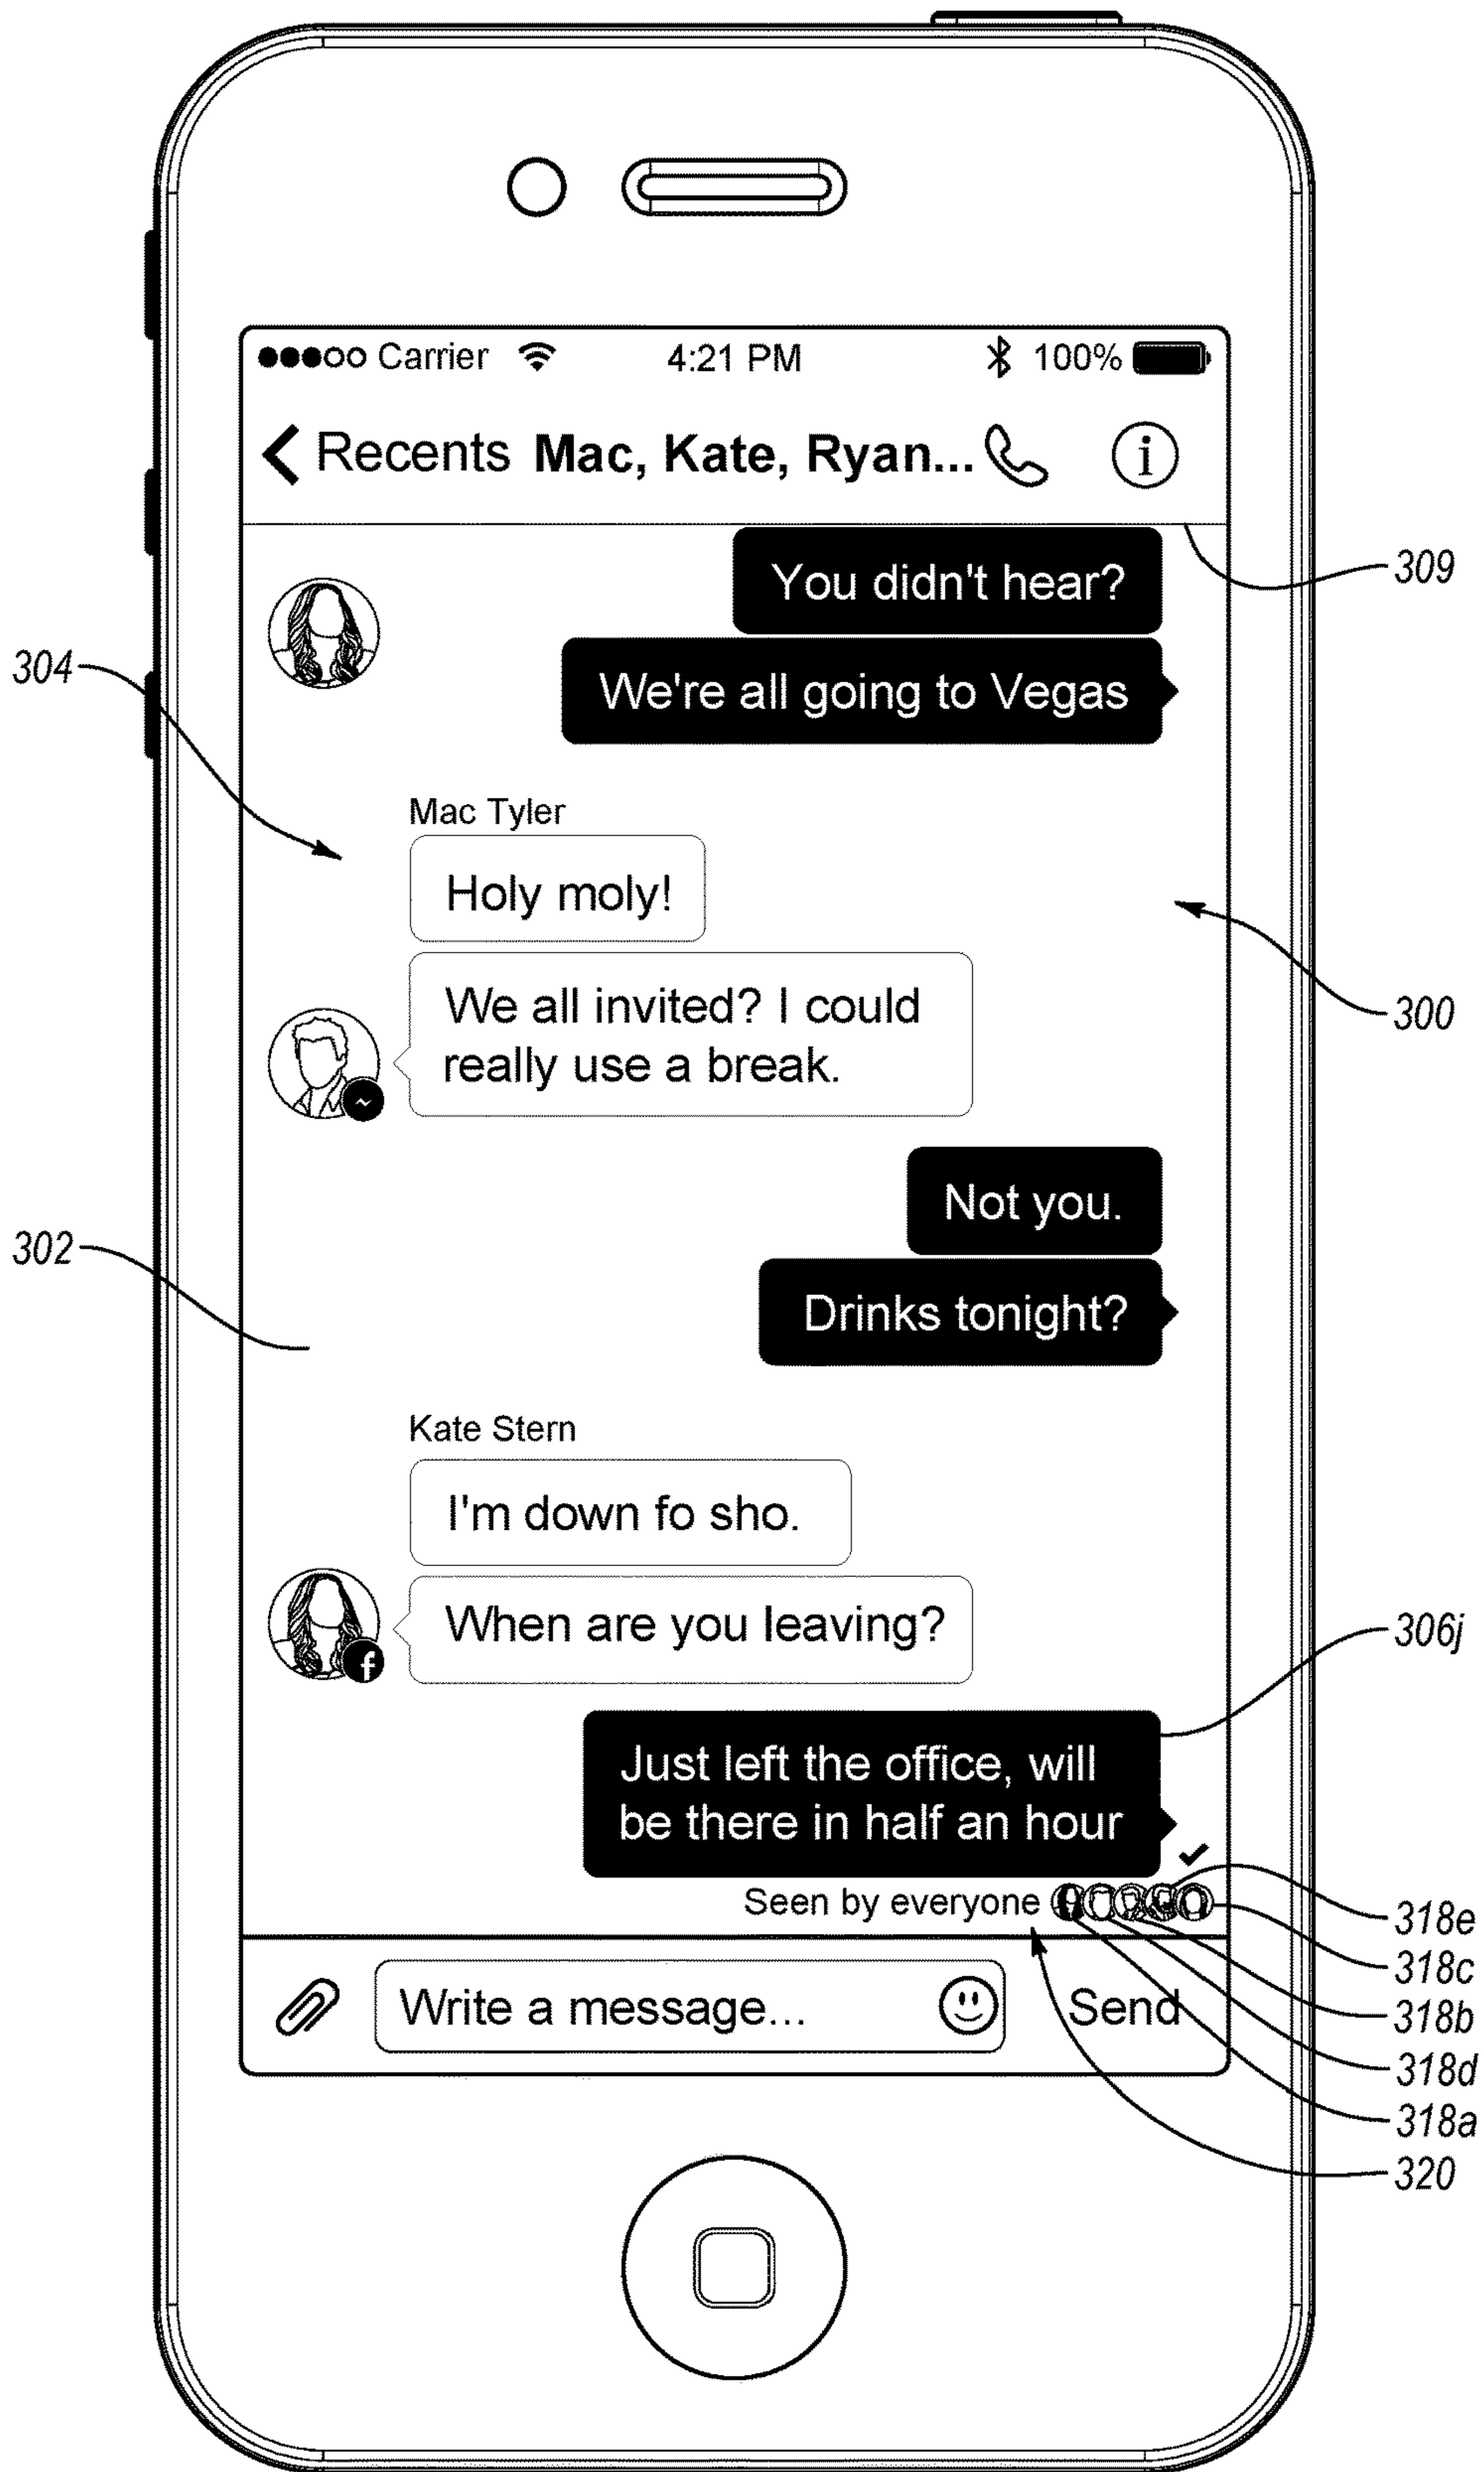 Carrier 4:21 PM 100%
Recents Mac, Kate, Ryan...
i
You didn't hear?
309
We're all going to Vegas
304
Mac Tyler
Holy moly!
We all invited? I could
really use a break.
300
Not you.
302
Drinks tonight?
Kate Stern
I'm down fo sho.
When are you leaving?
f
306j
Just left the office, will
be there in half an hour
Seen by everyone
318e
318c
Write a message... Send
318b
318d
318a
320